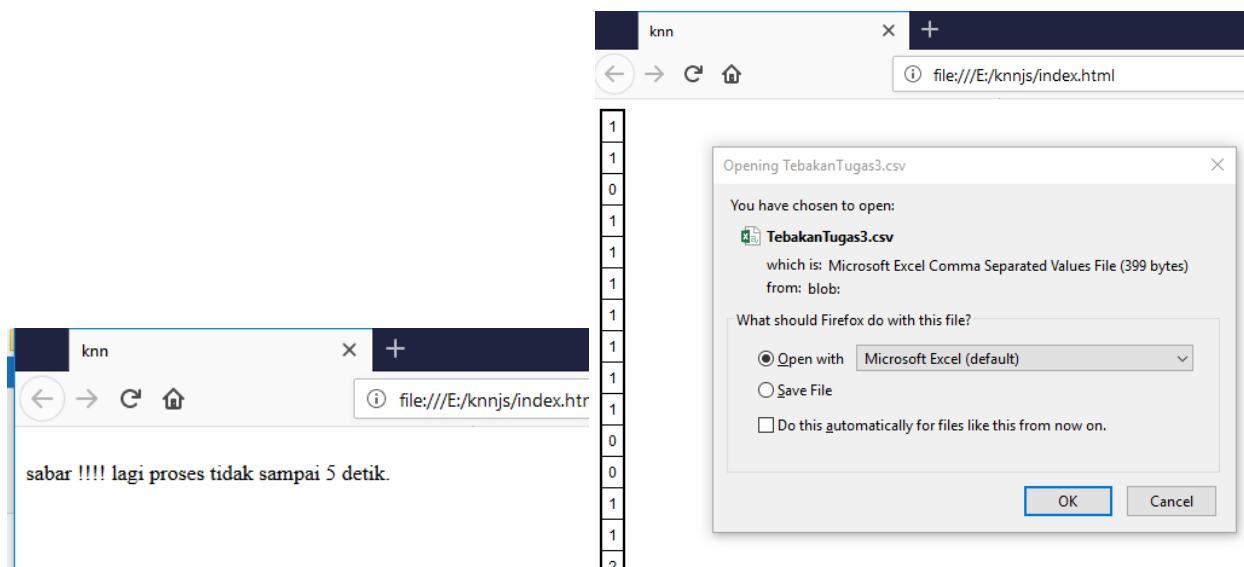 knn
file:///E:/knnjs/index.htr
sabar !!!! lagi proses tidak sampai 5 detik.
knn
file:///E:/knnjs/index.html
1
1
0
1
1
1
1
1
1
1
0
0
1
1
2
Opening TebakanTugas3.csv
You have chosen to open:
TebakanTugas3.csv
which is: Microsoft Excel Comma Separated Values File (399 bytes)
from: blob:
What should Firefox do with this file?
Open with Microsoft Excel (default)
Save File
Do this automatically for files like this from now on.
OK Cancel